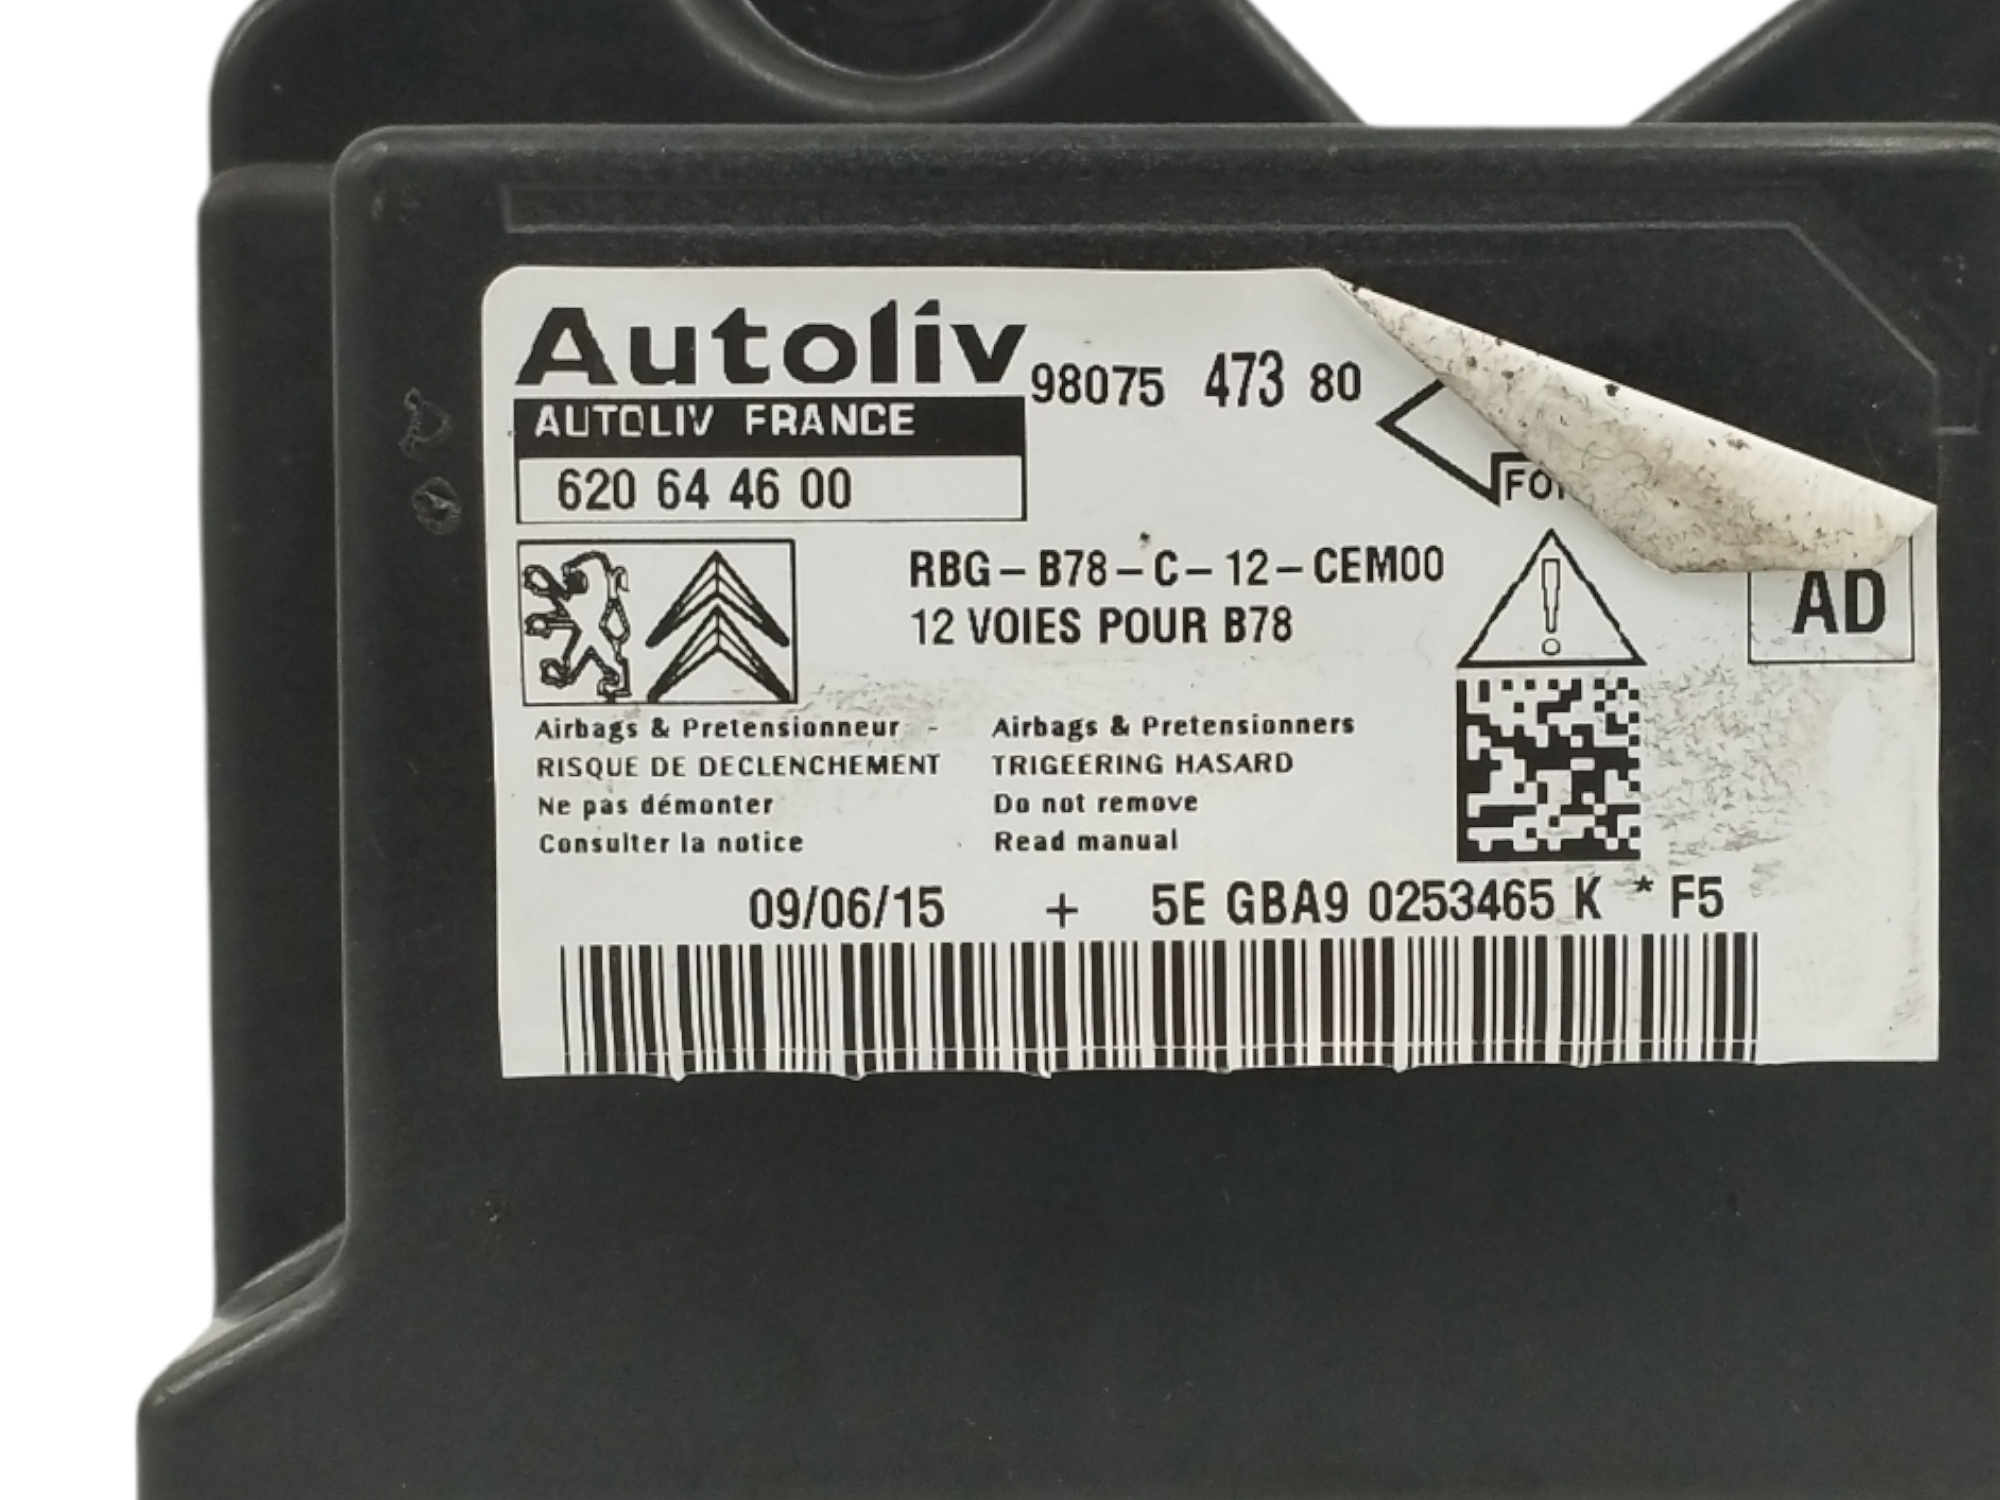 Autoliv 98075 473 80
AUTOLIV FRANCE
620 64 46 00
RBG-B78-C-12-CEM00
12 VOIES POUR B78
AD
Airbags & Pretensionneur -
RISQUE DE DECLENCHEMENT
Ne pas démonter
Consulter la notice
Airbags & Pretensionners
TRIGEERING HASARD
Do not remove
Read manual
09/06/15 + 5E GBA9 0253465 K * F5